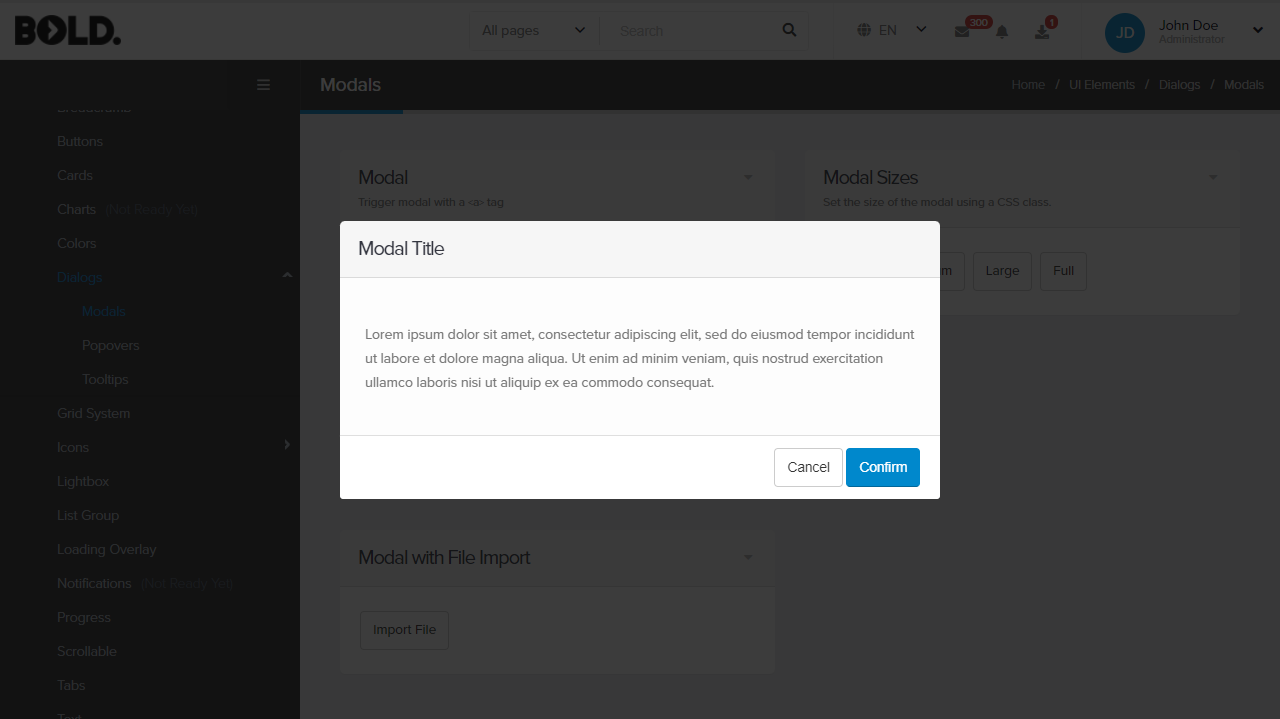 BOLD.
All pages
Search
EN
300
1
JD
John Doe
Administrator
Modals
Home / UI Elements / Dialogs / Modals
Buttons
Cards
Charts (Not Ready Yet)
Colors
Dialogs
Modals
Popovers
Tooltips
Grid System
Icons
Lightbox
List Group
Loading Overlay
Notifications (Not Ready Yet)
Progress
Scrollable
Tabs
Modal
Trigger modal with a <a> tag
Modal Sizes
Set the size of the modal using a CSS class.
Large
Full
Modal Title
Lorem ipsum dolor sit amet, consectetur adipiscing elit, sed do eiusmod tempor incididunt
ut labore et dolore magna aliqua. Ut enim ad minim veniam, quis nostrud exercitation
ullamco laboris nisi ut aliquip ex ea commodo consequat.
Cancel
Confirm
Modal with File Import
Import File